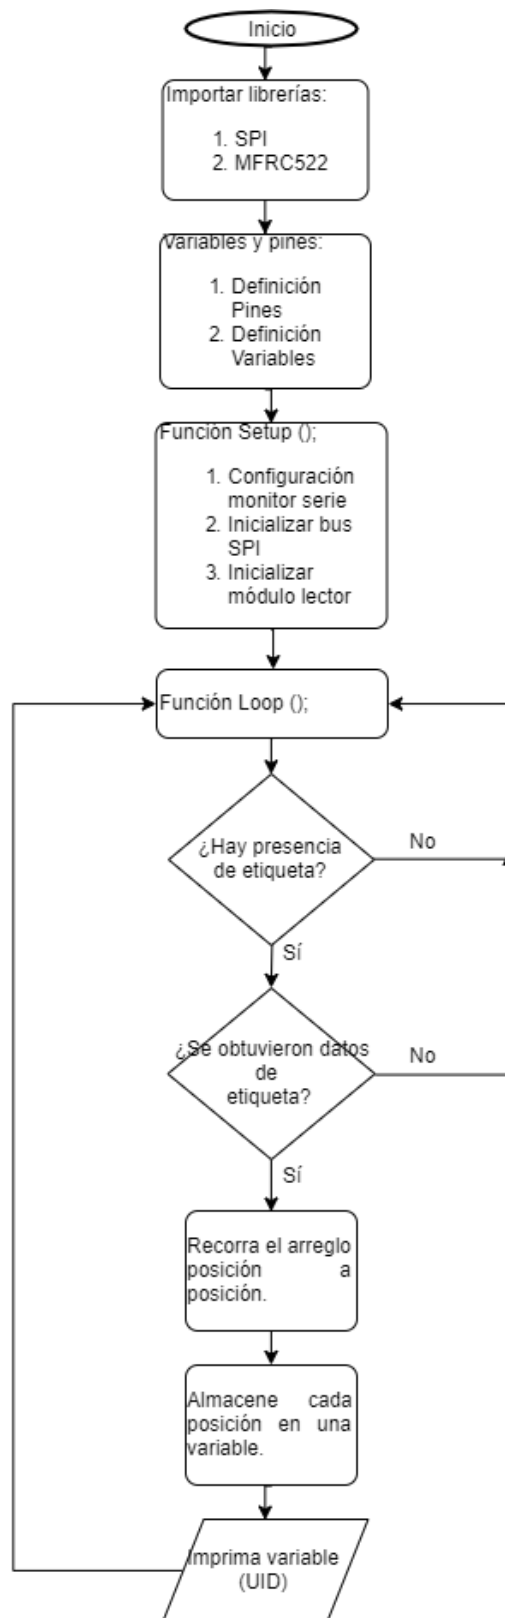 Inicio
Importar librerías:
1. SPI
2. MFRC522
Variables y pines:
1. Definición
Pines
2. Definición
Variables
Función Setup ();
1. Configuración
monitor serie
2. Inicializar bus
SPI
3. Inicializar
módulo lector
Función Loop ();
¿Hay presencia
de etiqueta?
No
Sí
¿Se obtuvieron datos
de
etiqueta?
No
Sí
Recorra el arreglo
posición a
posición.
Almacene cada
posición en una
variable.
Imprima variable
(UID)